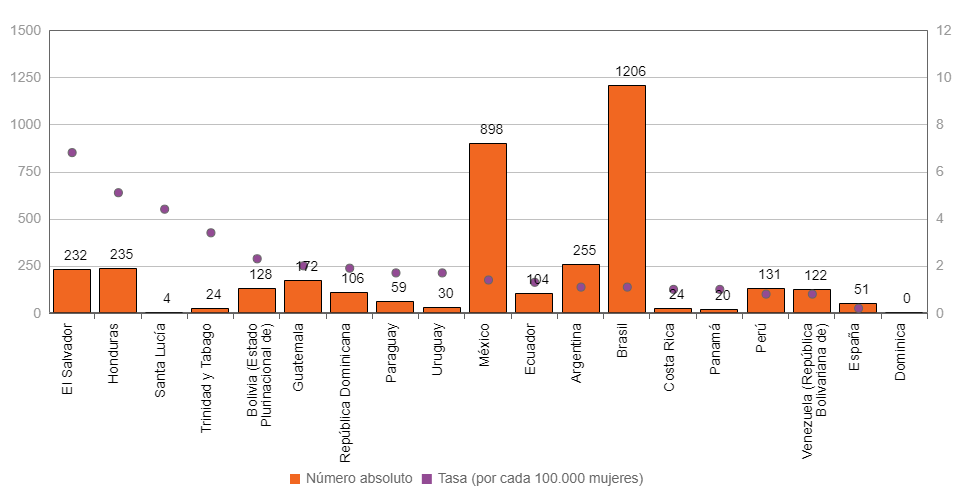 1500
1250
1000
750
500
250
0
12
10
8
6
4
2
0
232
235
4
24
128
172
106
59
30
898
104
255
1206
24
20
131
122
51
0
El Salvador
Honduras
Santa Lucía
Trinidad y Tabago
Bolivia (Estado
Plurinacional de)
Guatemala
República Dominicana
Paraguay
Uruguay
México
Ecuador
Argentina
Brasil
Costa Rica
Panamá
Perú
Venezuela (República
Bolivariana de)
España
Dominica
Número absoluto
Tasa (por cada 100.000 mujeres)